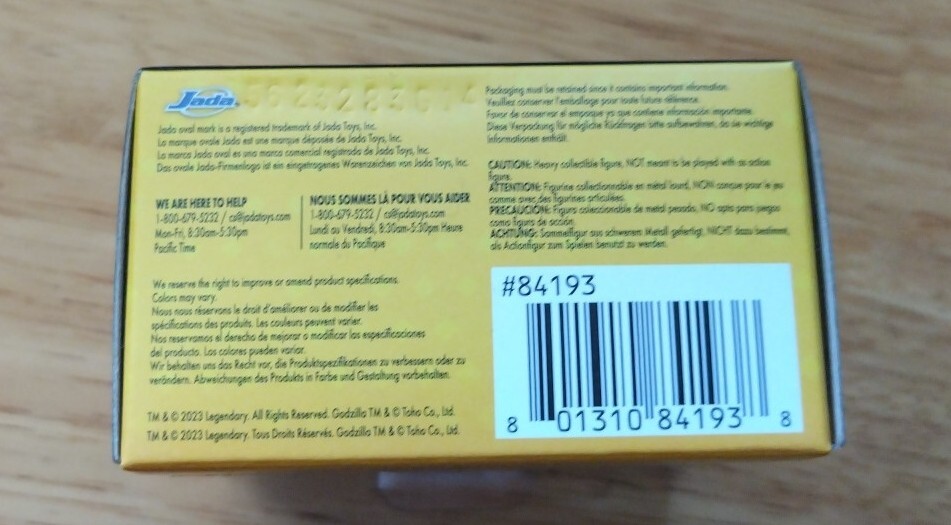 Jada
Jada oval mark is a registered trademark of Jada Toys, Inc.
La marque ovale Jada est une marque déposée de Jada Toys, Inc.
La marca Jada oval es una marca comercial registrada de Jada Toys, Inc.
Das ovale Jada-Firmenlogo ist ein eingetragenes Warenzeichen von Jada Toys, Inc.
WE ARE HERE TO HELP
1-800-679-5232 / cs@jadatoys.com
Mon-Fri, 8:30am-5:30pm
Pacific Time
NOUS SOMMES LÀ POUR VOUS AIDER
1-800-679-5232 / cs@jadatoys.com
Lundi au Vendredi, 8:30am-5:30pm Heure
normale du Pacifique
We reserve the right to improve or amend product specifications.
Colors may vary.
Nous nous réservons le droit d'améliorer ou de modifier les
spécifications des produits. Les couleurs peuvent varier.
Nos reservamos el derecho de mejorar o modificar las especificaciones
del producto. Los colores pueden variar.
Wir behalten uns das Recht vor, die Produktspezifikationen zu verbessern oder zu
verändern. Abweichungen des Produkts in Farbe und Gestaltung vorbehalten.
TM & © 2023 Legendary. All Rights Reserved. Godzilla TM & © Toho Co., Ltd.
TM & © 2023 Legendary. Tous Droits Réservés. Godzilla TM & © Toho Co., Ltd.
Packaging must be retained since it contains important information.
Veuillez conserver l'emballage pour toute future référence.
Favor de conservar el empaque ya que contiene información importante.
Diese Verpackung für mögliche Rückfragen bitte aufbewahren, da sie wichtige
Informationen enthält.
CAUTION: Heavy collectible figure, NOT meant to be played with as action
figure.
ATTENTION: Figurine collectionnable en métal lourd, NON conçue pour le jeu
comme avec des figurines articulées.
PRECAUCIÓN: Figura coleccionable de metal pesado, NO apta para juegos
como figura de acción.
ACHTUNG: Sammelfigur aus schwerem Metall gefertigt, NICHT dazu bestimmt,
als Actionfigur zum Spielen benutzt zu werden.
#84193
8 01310 84193 8